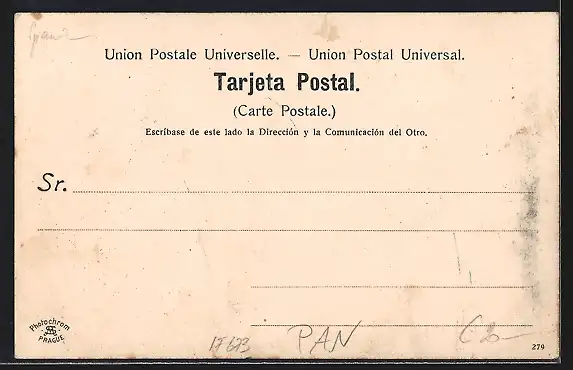 Union Postale Universelle. — Union Postal Universal.
Tarjeta Postal.
(Carte Postale.)
Escríbase de este lado la Dirección y la Comunicación del Otro.
Sr.
Photochrom
PRAGUE
17673
PAN
279